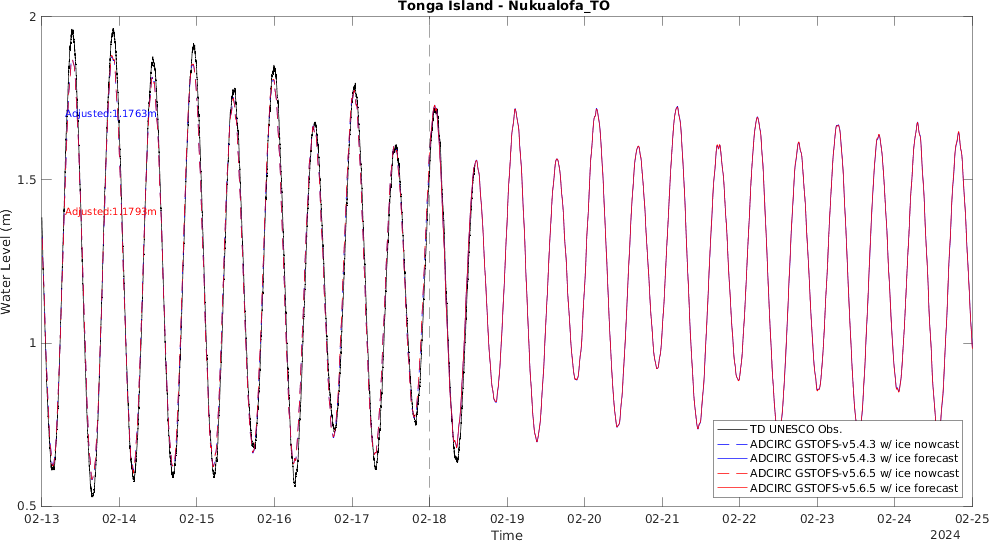 Tonga Island - Nukualofa_TO
2
Adjusted:1.1763m
1.5
Adjusted:1.1793m
Water Level (m)
1
TD UNESCO Obs.
ADCIRC GSTOFS-v5.4.3 w/ ice nowcast
ADCIRC GSTOFS-v5.4.3 w/ ice forecast
ADCIRC GSTOFS-v5.6.5 w/ ice nowcast
ADCIRC GSTOFS-v5.6.5 w/ ice forecast
0.5
02-13 02-14 02-15 02-16 02-17 02-18 02-19 02-20 02-21 02-22 02-23 02-24 02-25
Time
2024